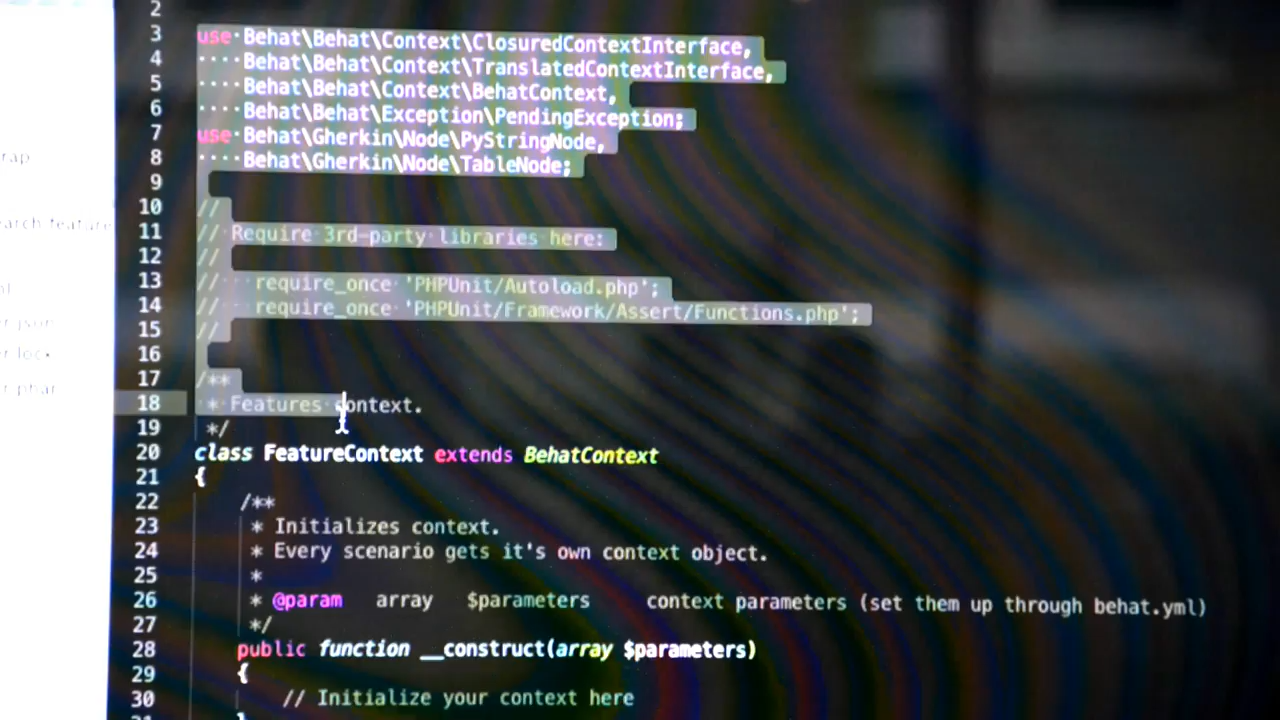 2
3 use Behat\Behat\Context\ClosuredContextInterface,
4 Behat\Behat\Context\TranslatedContextInterface,
5 Behat\Behat\Context\BehatContext,
6 Behat\Behat\Exception\PendingException;
7 use Behat\Gherkin\Node\PyStringNode,
8 Behat\Gherkin\Node\TableNode;
9
10 //
11 // Require 3rd-party libraries here:
12 //
13 // require_once 'PHPUnit/Autoload.php';
14 // require_once 'PHPUnit/Framework/Assert/Functions.php';
15 //
16
17 /**
18 * Features context.
19 */
20 class FeatureContext extends BehatContext
21 {
22 /**
23 * Initializes context.
24 * Every scenario gets it's own context object.
25 *
26 * @param array $parameters context parameters (set them up through behat.yml)
27 */
28 public function __construct(array $parameters)
29 {
30 // Initialize your context here